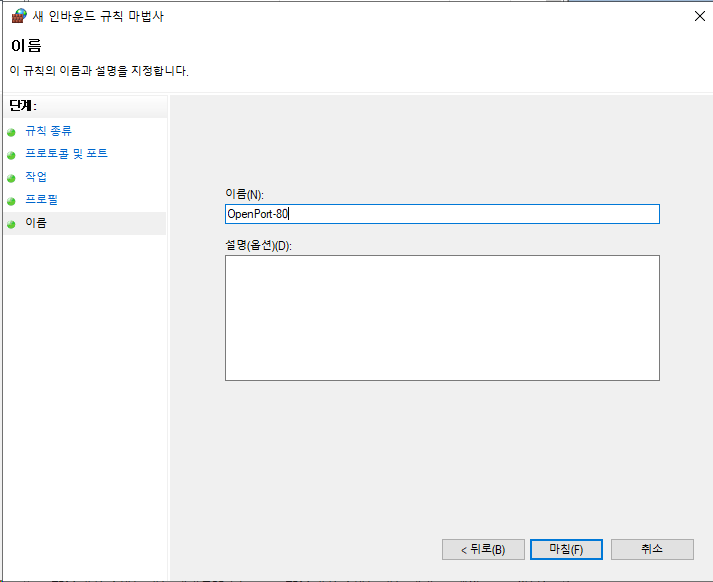 새 인바운드 규칙 마법사
이름
이 규칙의 이름과 설명을 지정합니다.
단계:
규칙 종류
프로토콜 및 포트
작업
프로필
이름
이름(N):
OpenPort-80
설명(옵션)(D):
< 뒤로(B)
마침(F)
취소